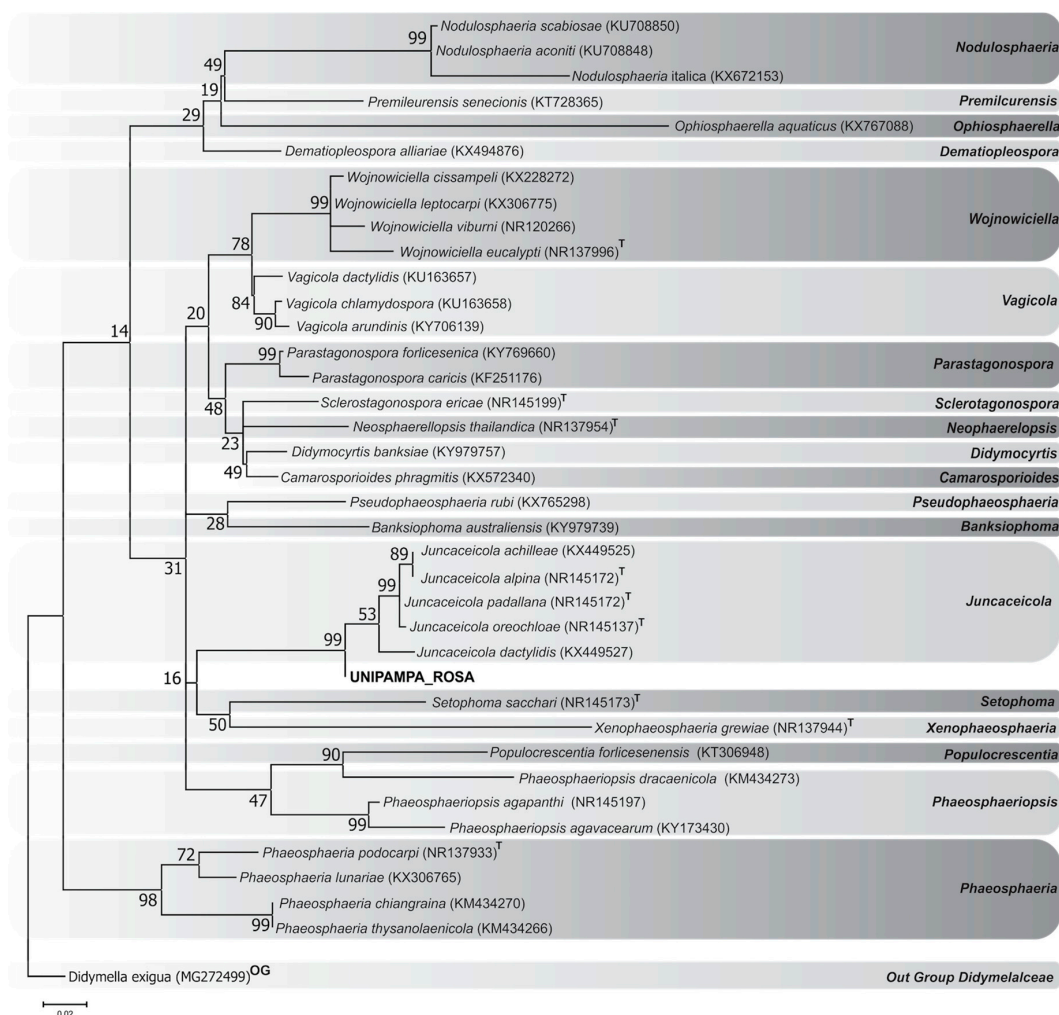 Nodulosphaeria scabiosae (KU708850)
99
Nodulosphaeria aconiti (KU708848)
Nodulosphaeria
49
Nodulosphaeria italica (KX672153)
19
Premileurensis senecionis (KT728365)
Premilcurensis
29
Ophiosphaerella aquaticus (KX767088)
Ophiosphaerella
Dematiopleospora alliariae (KX494876)
Dematiopleospora
Wojnowiciella cissampeli (KX228272)
99
Wojnowiciella leptocarpi (KX306775)
Wojnowiciella
Wojnowiciella viburni (NR120266)
78
Wojnowiciella eucalypti (NR137996)T
Vagicola dactylidis (KU163657)
84
Vagicola chlamydospora (KU163658)
Vagicola
20
90
Vagicola arundinis (KY706139)
14
99
Parastagonospora forlicesenica (KY769660)
Parastagonospora
Parastagonospora caricis (KF251176)
48
Sclerostagonospora ericae (NR145199)T
Sclerotagonospora
Neosphaerellopsis thailandica (NR137954)T
Neophaerelopsis
23
Didymocyrtis banksiae (KY979757)
Didymocyrtis
49
Camarosporioides phragmitis (KX572340)
Camarosporioides
Pseudophaeosphaeria rubi (KX765298)
Pseudophaeosphaeria
28
Banksiophoma australiensis (KY979739)
Banksiophoma
31
89
Juncaceicola achilleae (KX449525)
Juncaceicola alpina (NR145172)T
99
Juncaceicola padallana (NR145172)T
Juncaceicola
53
Juncaceicola oreochloae (NR145137)T
99
Juncaceicola dactylidis (KX449527)
16
UNIPAMPA_ROSA
Setophoma sacchari (NR145173)T
Setophoma
50
Xenophaeosphaeria grewiae (NR137944)T
Xenophaeosphaeria
90
Populocrescentia forlicesenensis (KT306948)
Populocrescentia
Phaeosphaeriopsis dracaenicola (KM434273)
47
Phaeosphaeriopsis agapanthi (NR145197)
Phaeosphaeriopsis
99
Phaeosphaeriopsis agavacearum (KY173430)
72
Phaeosphaeria podocarpi (NR137933)T
Phaeosphaeria lunariae (KX306765)
Phaeosphaeria
98
Phaeosphaeria chiangraina (KM434270)
99
Phaeosphaeria thysanolaenicola (KM434266)
Didymella exigua (MG272499)OG
Out Group Didymelalceae
0.02